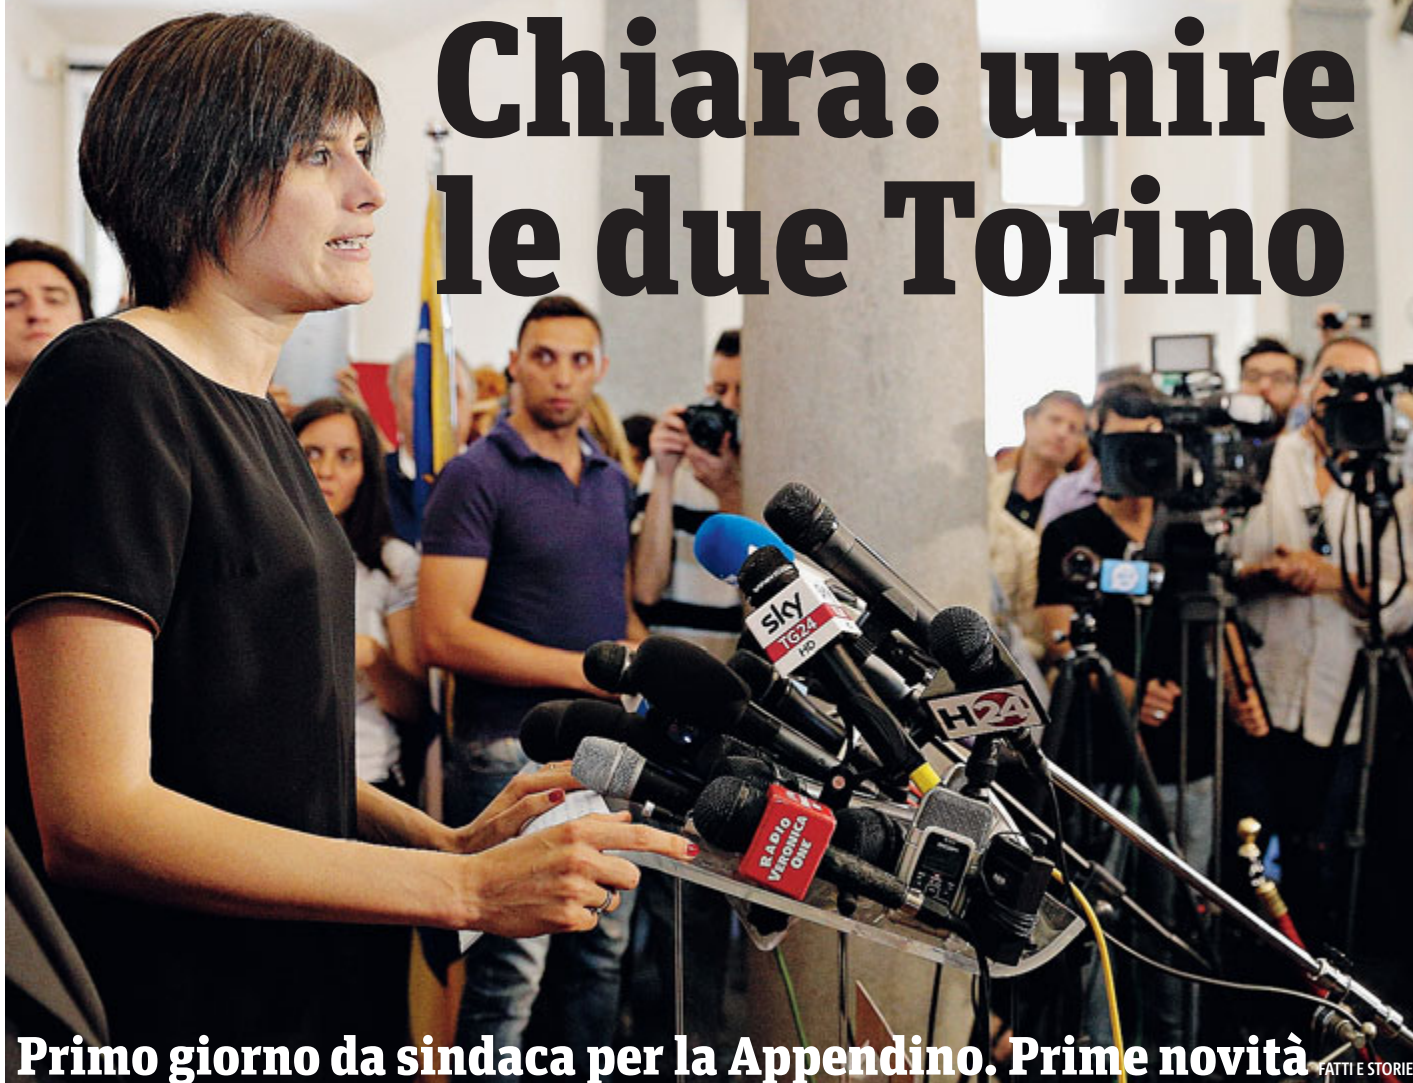 Chiara: unire
le due Torino
sky
TG24
HD
H24
RADIO
VERONICA
ONE
Primo giorno da sindaca per la Appendino. Prime novità FATTI E STORIE